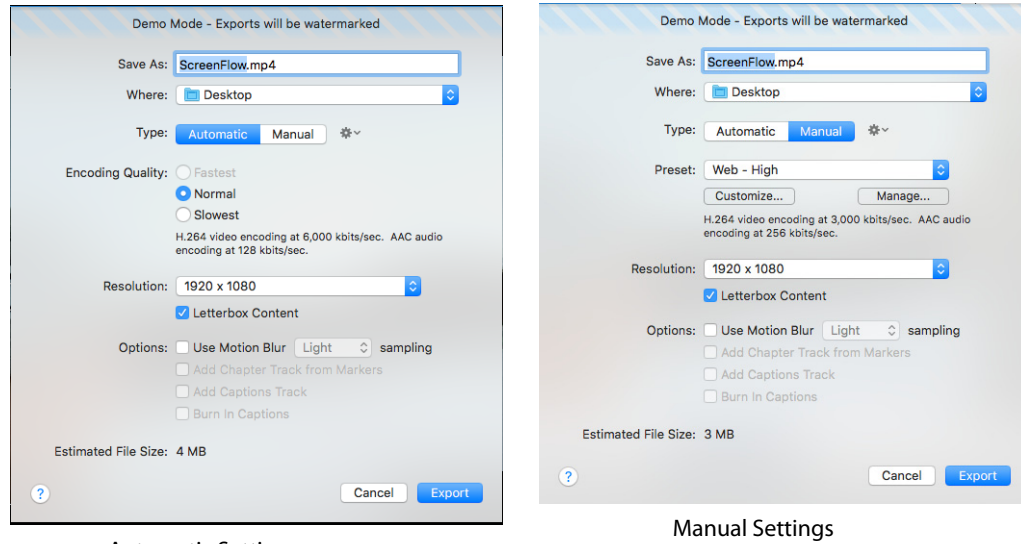 Demo Mode - Exports will be watermarked
Save As: ScreenFlow.mp4
Where: Desktop
Type: Automatic Manual
Encoding Quality: Fastest
Normal
Slowest
H.264 video encoding at 6,000 kbits/sec. AAC audio
encoding at 128 kbits/sec.
Resolution: 1920 x 1080
Letterbox Content
Options: Use Motion Blur Light sampling
Add Chapter Track from Markers
Add Captions Track
Burn In Captions
Estimated File Size: 4 MB
? Cancel Export
Demo Mode - Exports will be watermarked
Save As: ScreenFlow.mp4
Where: Desktop
Type: Automatic Manual
Preset: Web - High
Customize... Manage...
H.264 video encoding at 3,000 kbits/sec. AAC audio
encoding at 256 kbits/sec.
Resolution: 1920 x 1080
Letterbox Content
Options: Use Motion Blur Light sampling
Add Chapter Track from Markers
Add Captions Track
Burn In Captions
Estimated File Size: 3 MB
? Cancel Export
Manual Settings